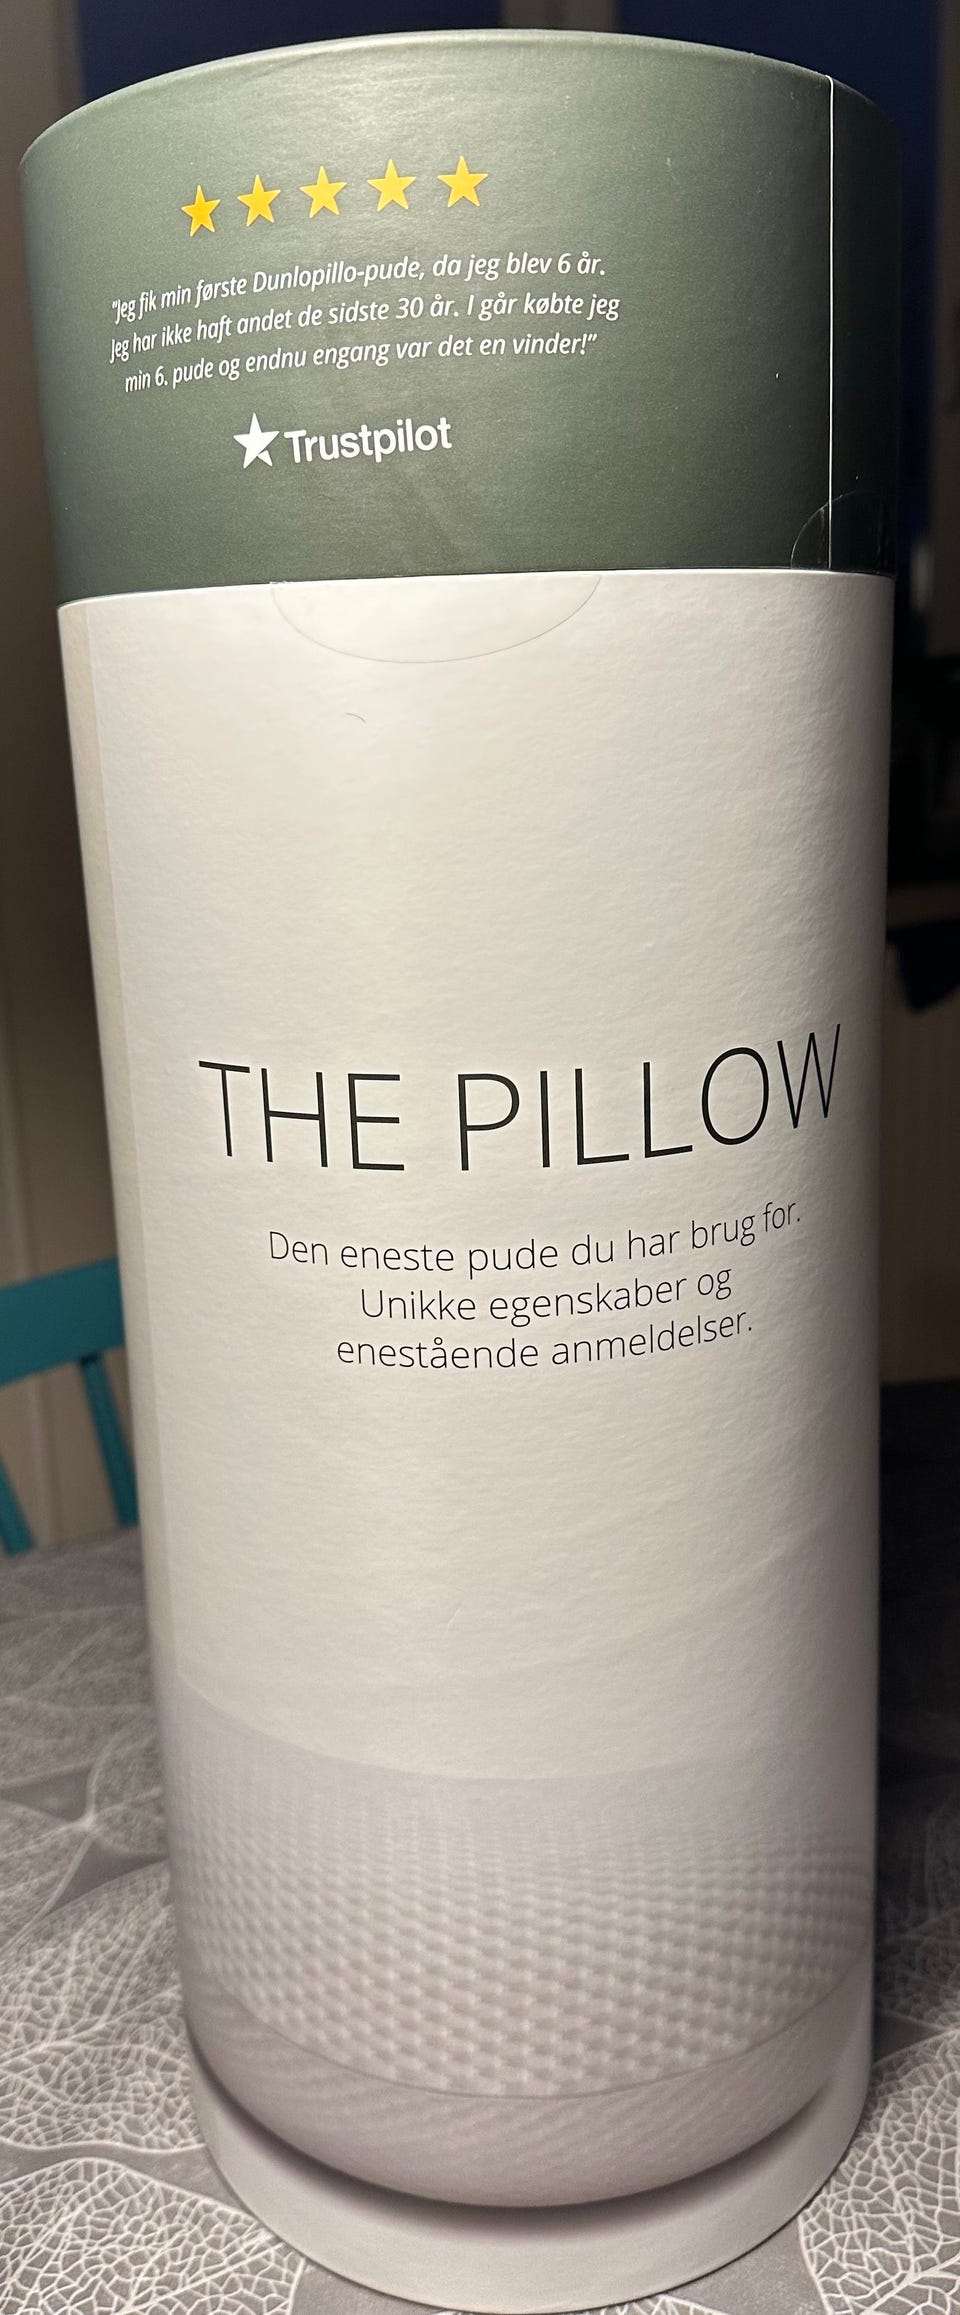 "Jeg fik min første Dunlopillo-pude, da jeg blev 6 år.
Jeg har ikke haft andet de sidste 30 år. I går købte jeg
min 6. pude og endnu engang var det en vinder!"
Trustpilot
THE PILLOW
Den eneste pude du har brug for.
Unikke egenskaber og
enestående anmeldelser.